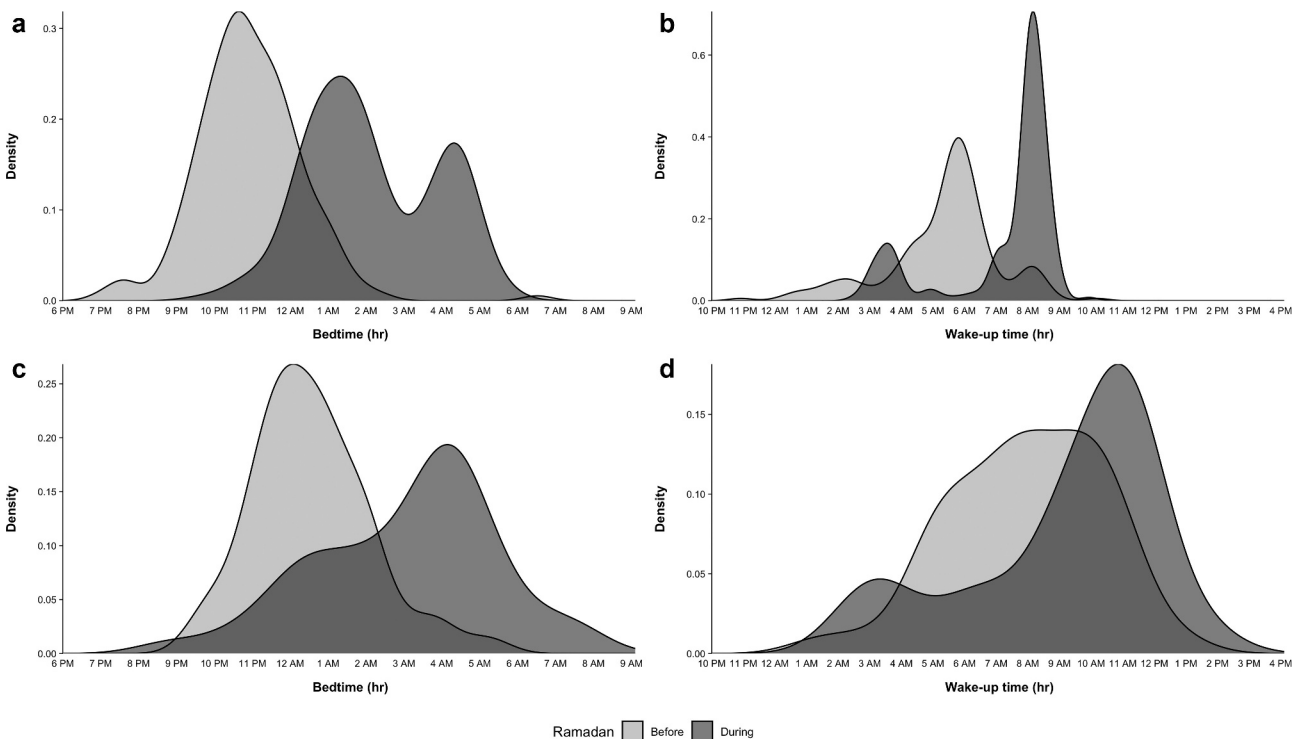 a
0.3
0.2
0.1
0.0
Density
6 PM 7 PM 8 PM 9 PM 10 PM 11 PM 12 AM 1 AM 2 AM 3 AM 4 AM 5 AM 6 AM 7 AM 8 AM 9 AM
Bedtime (hr)
b
0.6
0.4
0.2
0.0
Density
10 PM 11 PM 12 AM 1 AM 2 AM 3 AM 4 AM 5 AM 6 AM 7 AM 8 AM 9 AM 10 AM 11 AM 12 PM 1 PM 2 PM 3 PM 4 PM
Wake-up time (hr)
c
0.25
0.20
0.15
0.10
0.05
0.00
Density
6 PM 7 PM 8 PM 9 PM 10 PM 11 PM 12 AM 1 AM 2 AM 3 AM 4 AM 5 AM 6 AM 7 AM 8 AM 9 AM
Bedtime (hr)
d
0.15
0.10
0.05
0.00
Density
10 PM 11 PM 12 AM 1 AM 2 AM 3 AM 4 AM 5 AM 6 AM 7 AM 8 AM 9 AM 10 AM 11 AM 12 PM 1 PM 2 PM 3 PM 4 PM
Wake-up time (hr)
Ramadan Before During